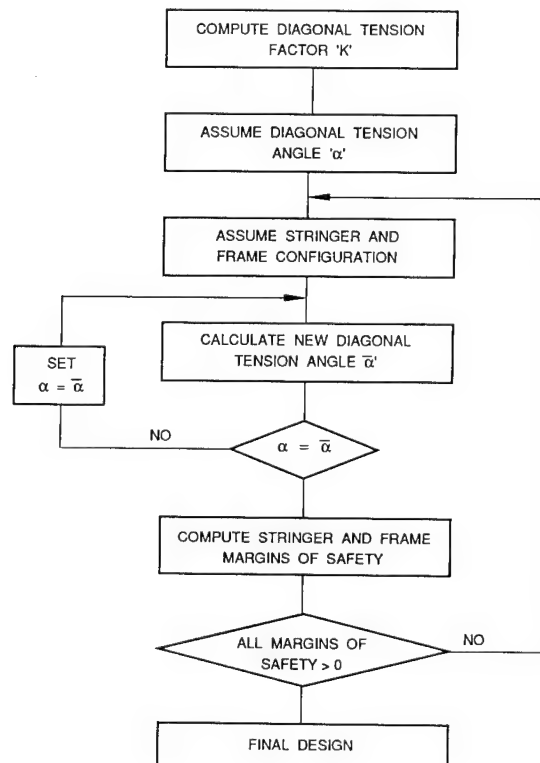 COMPUTE DIAGONAL TENSION
FACTOR 'K'
ASSUME DIAGONAL TENSION
ANGLE 'α'
ASSUME STRINGER AND
FRAME CONFIGURATION
CALCULATE NEW DIAGONAL
TENSION ANGLE ᾱ'
SET
α = ᾱ
NO
α = ᾱ
COMPUTE STRINGER AND FRAME
MARGINS OF SAFETY
ALL MARGINS OF
SAFETY > 0
NO
FINAL DESIGN